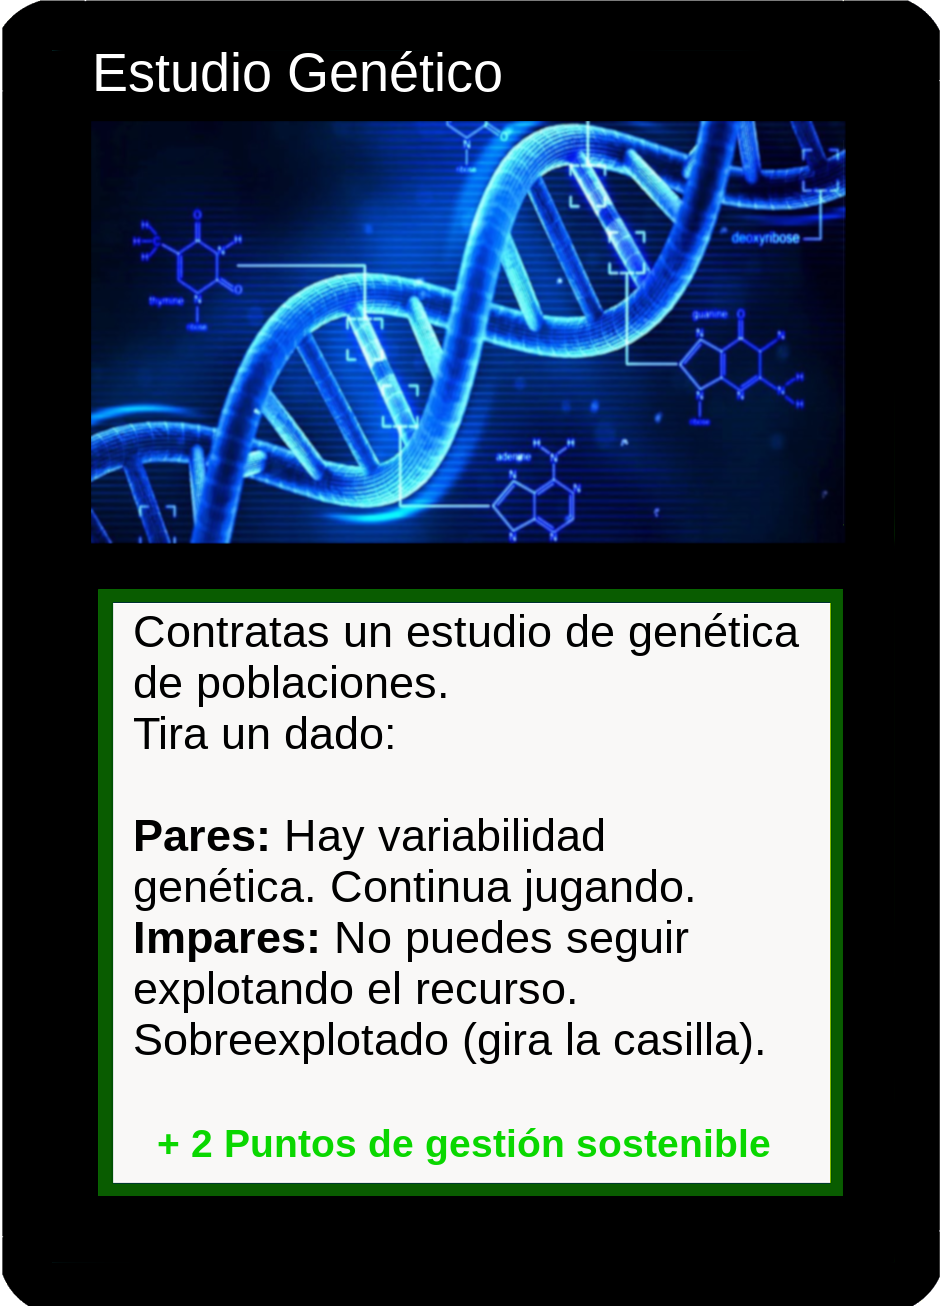 Estudio Genético
ribose
O
H
H
H
N
H
O
N
thymine
deoxyribose
guanine
O
N
N
N
N
H
H
adenine
H
H
N
N
N
N
N
Contratas un estudio de genética
de poblaciones.
Tira un dado:
Pares: Hay variabilidad
genética. Continua jugando.
Impares: No puedes seguir
explotando el recurso.
Sobreexplotado (gira la casilla).
+ 2 Puntos de gestión sostenible